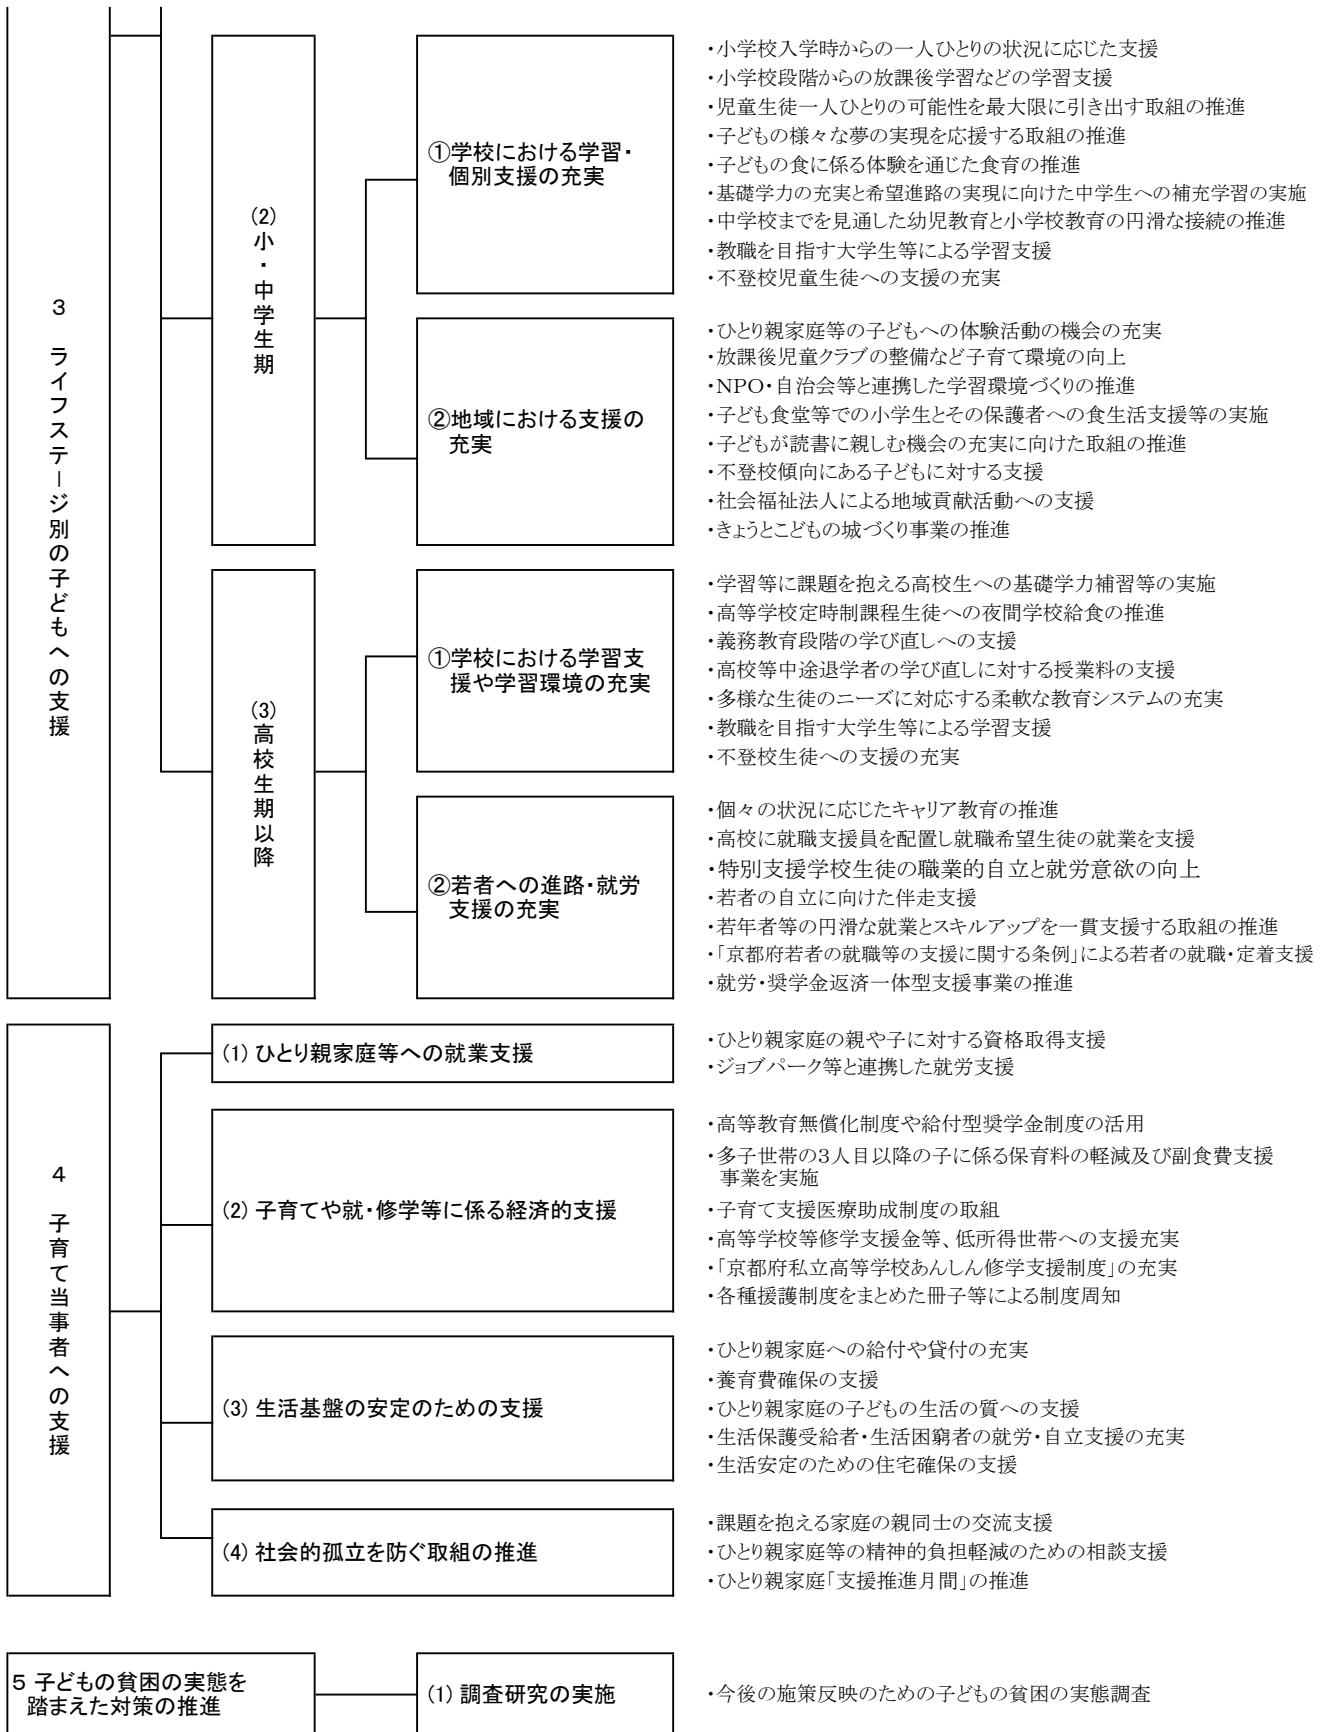 3 ライフステージ別の子どもへの支援
(2)小・中学生期
①学校における学習・
個別支援の充実
・小学校入学時からの一人ひとりの状況に応じた支援
・小学校段階からの放課後学習などの学習支援
・児童生徒一人ひとりの可能性を最大限に引き出す取組の推進
・子どもの様々な夢の実現を応援する取組の推進
・子どもの食に係る体験を通じた食育の推進
・基礎学力の充実と希望進路の実現に向けた中学生への補充学習の実施
・中学校までを見通した幼児教育と小学校教育の円滑な接続の推進
・教職を目指す大学生等による学習支援
・不登校児童生徒への支援の充実
②地域における支援の
充実
・ひとり親家庭等の子どもへの体験活動の機会の充実
・放課後児童クラブの整備など子育て環境の向上
・NPO・自治会等と連携した学習環境づくりの推進
・子ども食堂等での小学生とその保護者への食生活支援等の実施
・子どもが読書に親しむ機会の充実に向けた取組の推進
・不登校傾向にある子どもに対する支援
・社会福祉法人による地域貢献活動への支援
・きょうとこどもの城づくり事業の推進
(3)高校生期以降
①学校における学習支
援や学習環境の充実
・学習等に課題を抱える高校生への基礎学力補習等の実施
・高等学校定時制課程生徒への夜間学校給食の推進
・義務教育段階の学び直しへの支援
・高校等中途退学者の学び直しに対する授業料の支援
・多様な生徒のニーズに対応する柔軟な教育システムの充実
・教職を目指す大学生等による学習支援
・不登校生徒への支援の充実
②若者への進路・就労
支援の充実
・個々の状況に応じたキャリア教育の推進
・高校に就職支援員を配置し就職希望生徒の就業を支援
・特別支援学校生徒の職業的自立と就労意欲の向上
・若者の自立に向けた伴走支援
・若年者等の円滑な就業とスキルアップを一貫支援する取組の推進
・「京都府若者の就職等の支援に関する条例」による若者の就職・定着支援
・就労・奨学金返済一体型支援事業の推進
4 子育て当事者への支援
(1) ひとり親家庭等への就業支援
・ひとり親家庭の親や子に対する資格取得支援
・ジョブパーク等と連携した就労支援
(2) 子育てや就・修学等に係る経済的支援
・高等教育無償化制度や給付型奨学金制度の活用
・多子世帯の3人目以降の子に係る保育料の軽減及び副食費支援
事業を実施
・子育て支援医療助成制度の取組
・高等学校等修学支援金等、低所得世帯への支援充実
・「京都府私立高等学校あんしん修学支援制度」の充実
・各種援護制度をまとめた冊子等による制度周知
(3) 生活基盤の安定のための支援
・ひとり親家庭への給付や貸付の充実
・養育費確保の支援
・ひとり親家庭の子どもの生活の質への支援
・生活保護受給者・生活困窮者の就労・自立支援の充実
・生活安定のための住宅確保の支援
(4) 社会的孤立を防ぐ取組の推進
・課題を抱える家庭の親同士の交流支援
・ひとり親家庭等の精神的負担軽減のための相談支援
・ひとり親家庭「支援推進月間」の推進
5 子どもの貧困の実態を
踏まえた対策の推進
(1) 調査研究の実施
・今後の施策反映のための子どもの貧困の実態調査